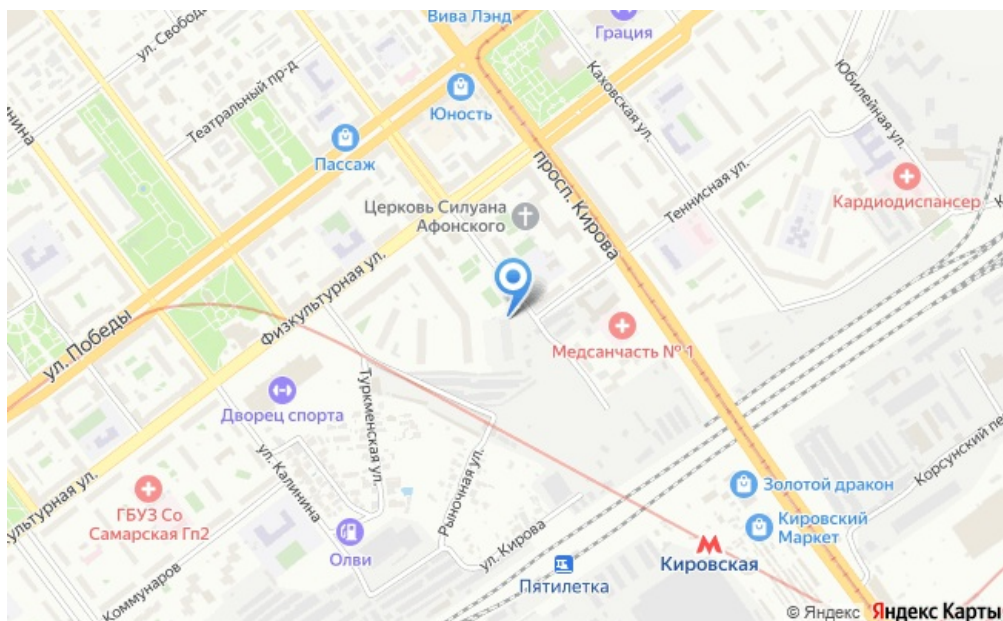 Вива Лэнд
Грация
ул. Свобод
Юбилейная ул.
Каховская ул.
Театральный пр-д
Юность
инина
Пассаж
просп. Кирова
Теннисная ул.
Кардиодиспансер
Церковь Силуана
Афонского
К
Физкультурная ул.
ул. Победы
Медсанчасть № 1
Дворец спорта
Туркменская ул.
Корсунский пе
ул. Калинина
Рыночная ул.
Золотой дракон
ультурная ул.
ГБУЗ Со
Самарская Гп2
Кировский
Маркет
Олви
ул. Кирова
Кировская
Пятилетка
Коммунаров
© Яндекс Яндекс Карты